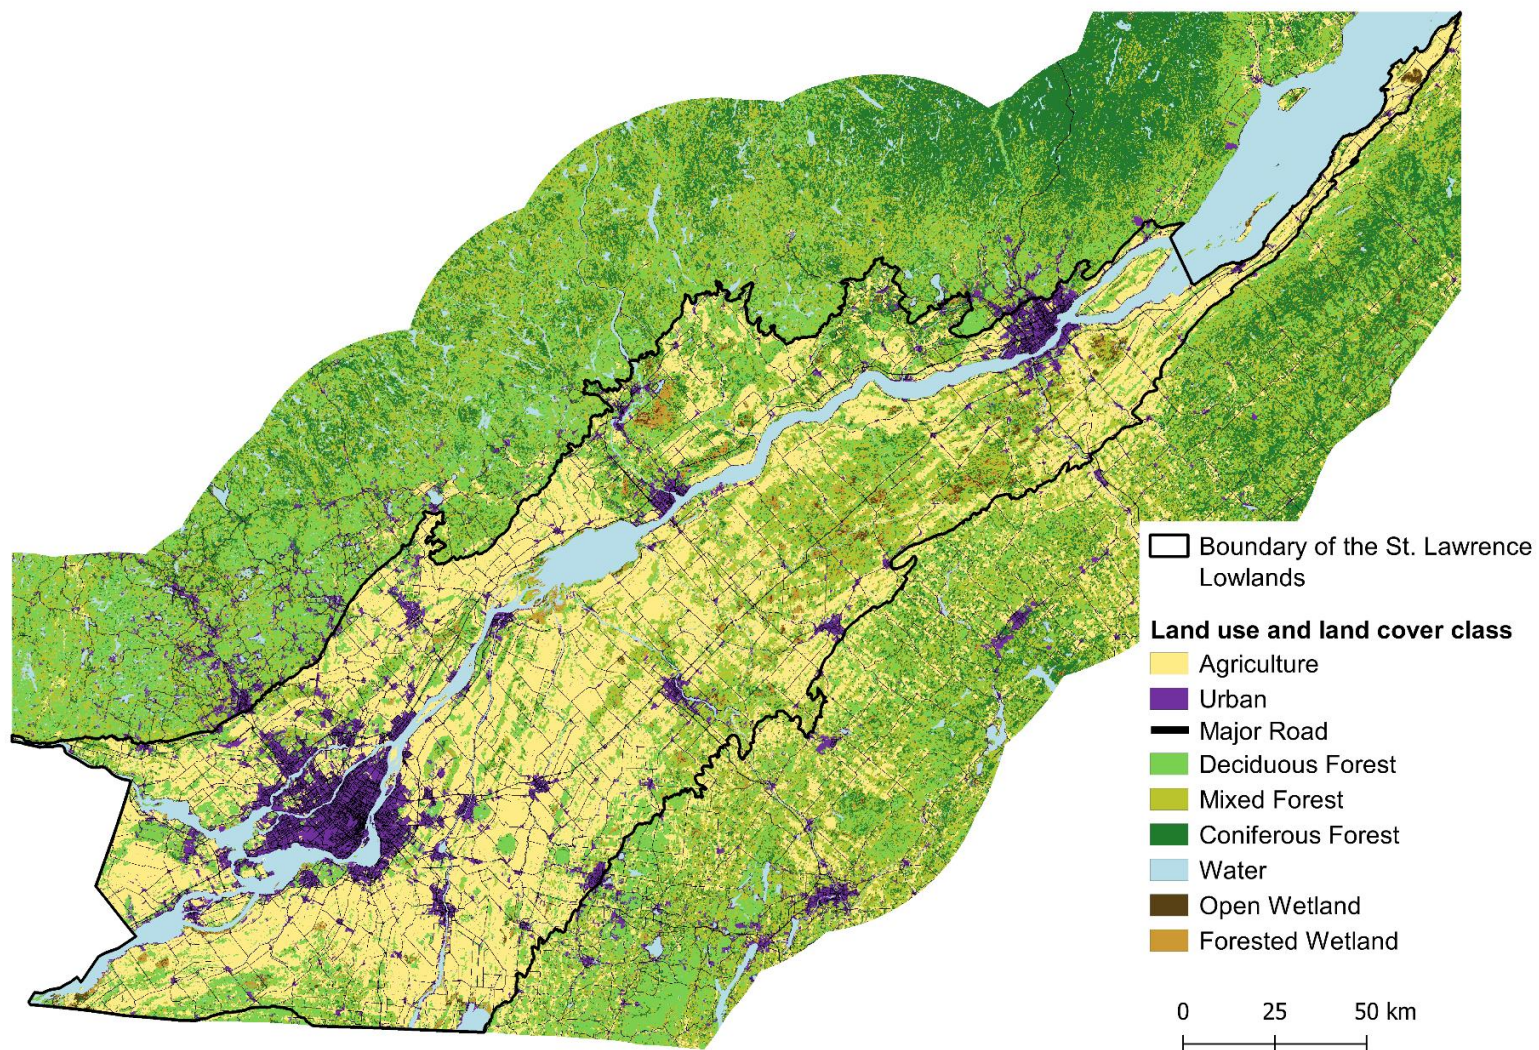 Boundary of the St. Lawrence
Lowlands
Land use and land cover class
Agriculture
Urban
Major Road
Deciduous Forest
Mixed Forest
Coniferous Forest
Water
Open Wetland
Forested Wetland
0 25 50 km